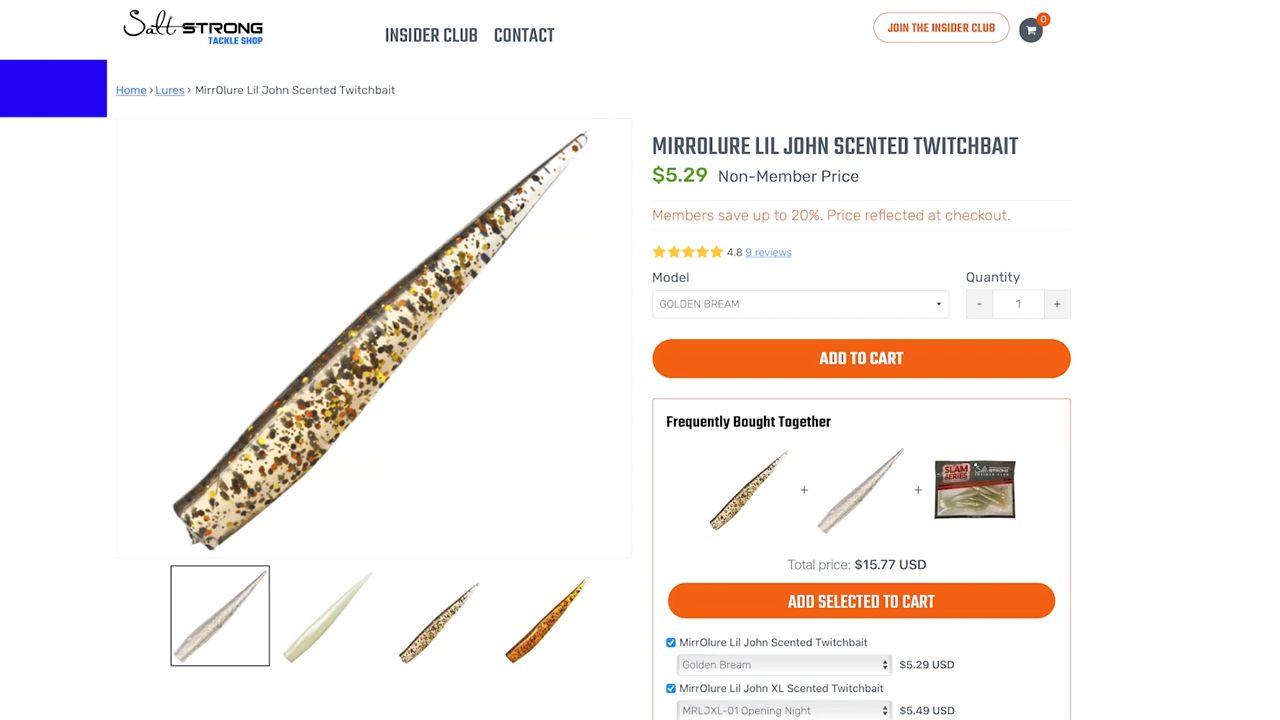 Salt STRONG
TACKLE SHOP
INSIDER CLUB CONTACT
JOIN THE INSIDER CLUB
0
Home › Lures › MirrOlure Lil John Scented Twitchbait
MIRROLURE LIL JOHN SCENTED TWITCHBAIT
$5.29 Non-Member Price
Members save up to 20%. Price reflected at checkout.
4.8 9 reviews
Model Quantity
GOLDEN BREAM - 1 +
ADD TO CART
Frequently Bought Together
SLAM
SERIES
Salt STRONG
INSIDER CLUB
+ +
Total price: $15.77 USD
ADD SELECTED TO CART
MirrOlure Lil John Scented Twitchbait
Golden Bream $5.29 USD
MirrOlure Lil John XL Scented Twitchbait
MRLJXL-01 Opening Night $5.49 USD